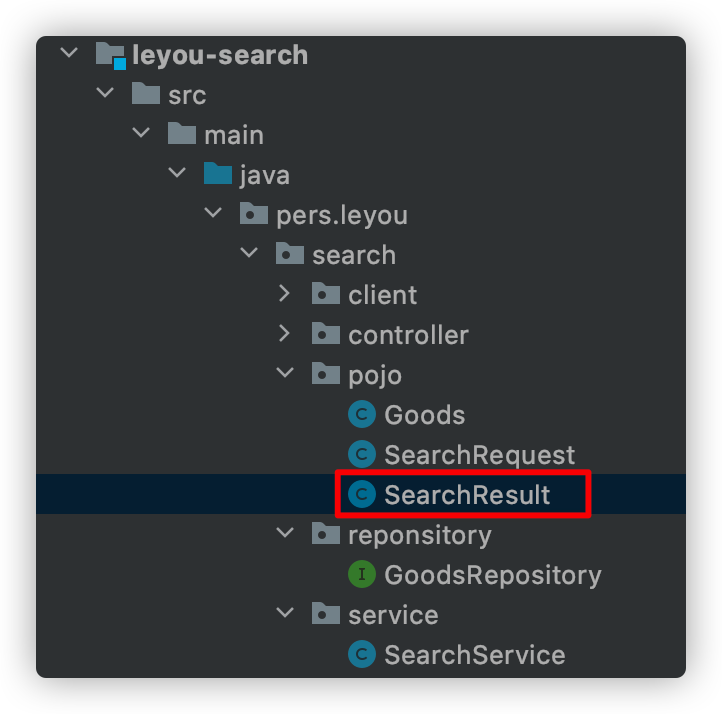 leyou-search
src
main
java
pers.leyou
search
client
controller
pojo
C Goods
C SearchRequest
C SearchResult
reponsitory
I GoodsRepository
service
C SearchService